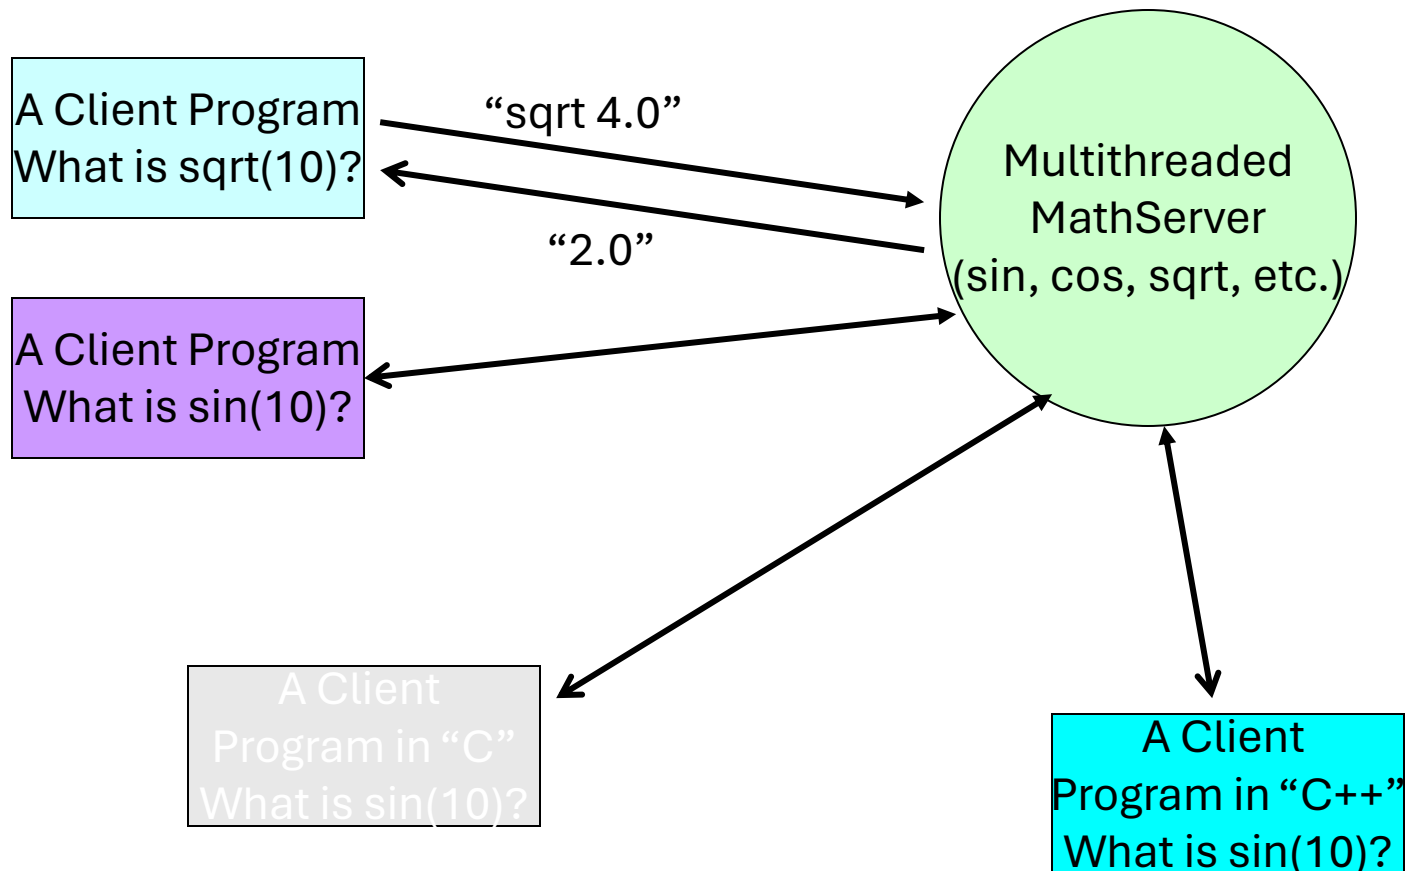 A Client Program
What is sqrt(10)?
“sqrt 4.0”
“2.0”
Multithreaded
MathServer
(sin, cos, sqrt, etc.)
A Client Program
What is sin(10)?
A Client
Program in “C”
What is sin(10)?
A Client
Program in “C++”
What is sin(10)?